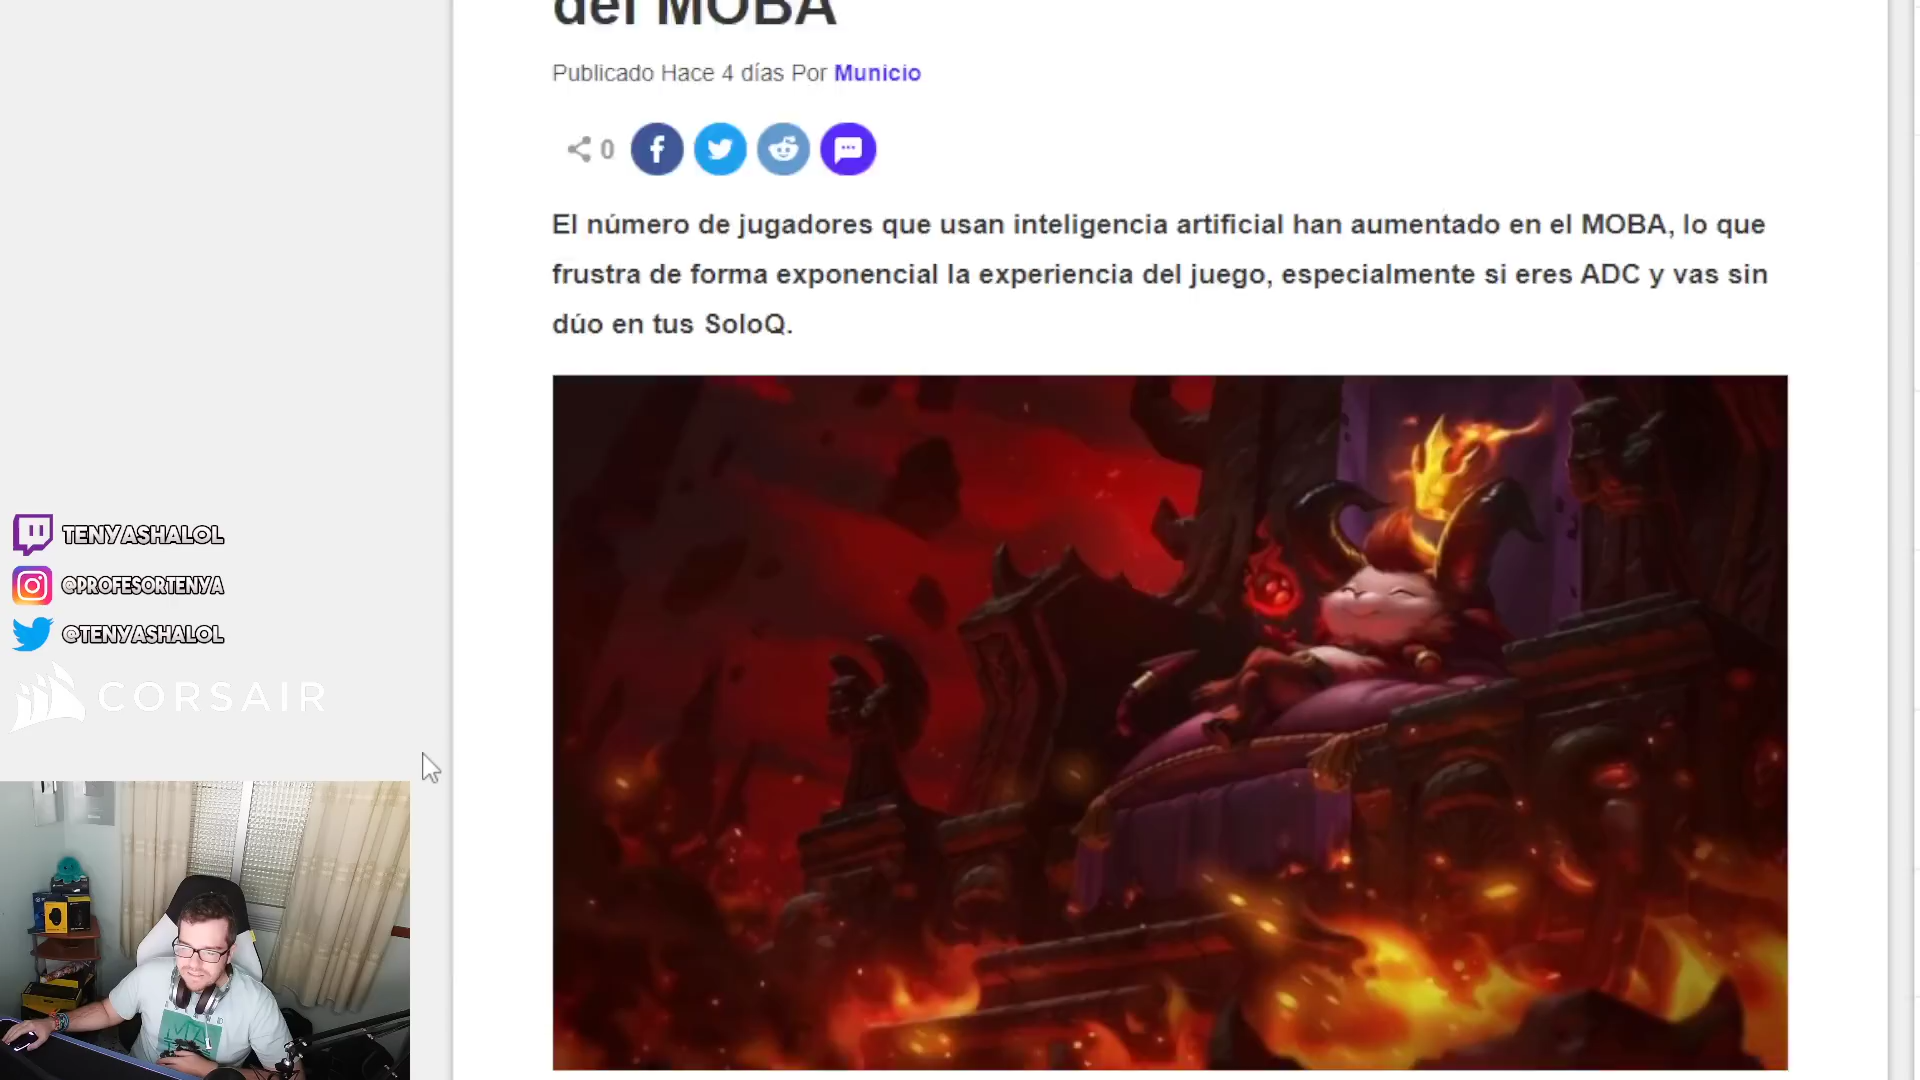 del MOBA
Publicado Hace 4 días Por Municio
0
El número de jugadores que usan inteligencia artificial han aumentado en el MOBA, lo que
frustra de forma exponencial la experiencia del juego, especialmente si eres ADC y vas sin
dúo en tus SoloQ.
TENYASHALOL
@PROFESORTENYA
@TENYASHALOL
CORSAIR